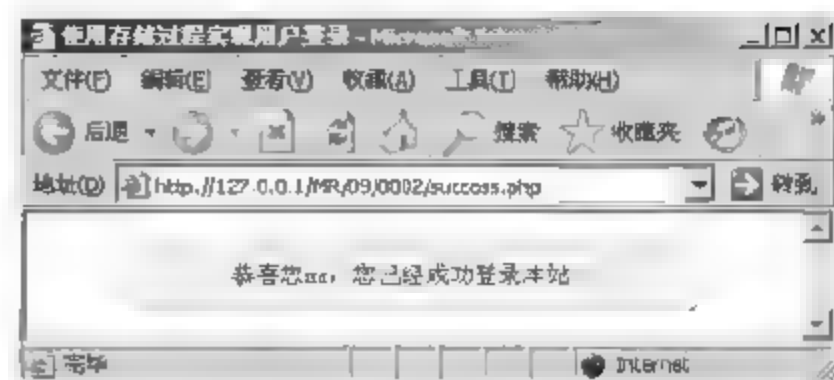 使用存储过程实现用户登录 - Microsoft
文件(F) 编辑(E) 查看(V) 收藏(A) 工具(T) 帮助(H)
后退 搜索 收藏夹
地址(D) http://127.0.0.1/MR/09/0002/success.php 转到
恭喜您 , 您已经成功登录本站
完毕 Internet